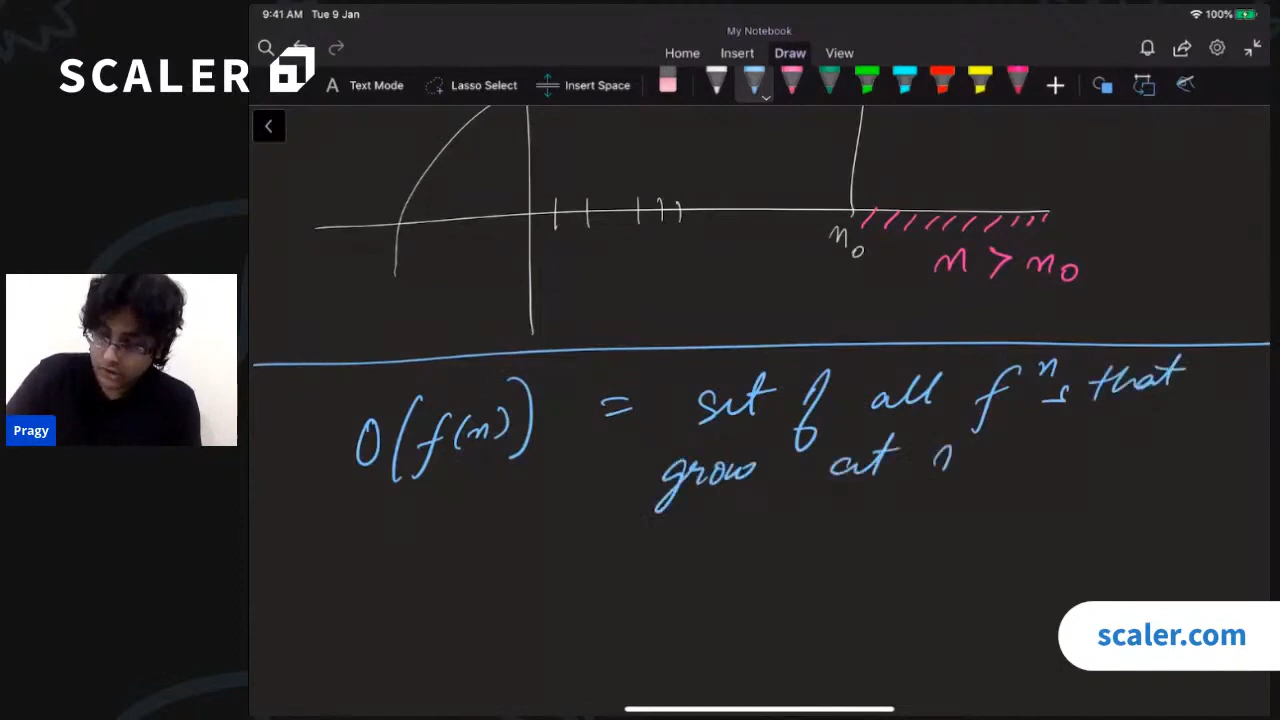 9:41 AM Tue 9 Jan
100%
My Notebook
Home Insert Draw View
SCALER
A Text Mode Lasso Select Insert Space
n₀
n > n₀
O(f(n)) = set of all fⁿs that
grow at
Pragy
scaler.com